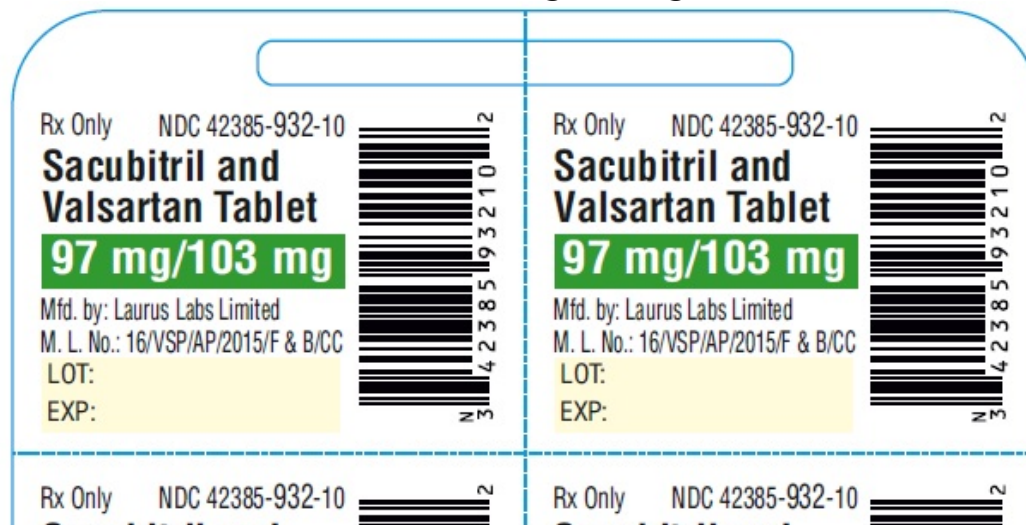 Rx Only NDC 42385-932-10
Sacubitril and
Valsartan Tablet
97 mg/103 mg
Mfd. by: Laurus Labs Limited
M. L. No.: 16/VSP/AP/2015/F & B/CC
LOT:
EXP:
N
3 42385 93210 2
Rx Only NDC 42385-932-10
Sacubitril and
Valsartan Tablet
97 mg/103 mg
Mfd. by: Laurus Labs Limited
M. L. No.: 16/VSP/AP/2015/F & B/CC
LOT:
EXP:
N
3 42385 93210 2
Rx Only NDC 42385-932-10
2
Rx Only NDC 42385-932-10
2